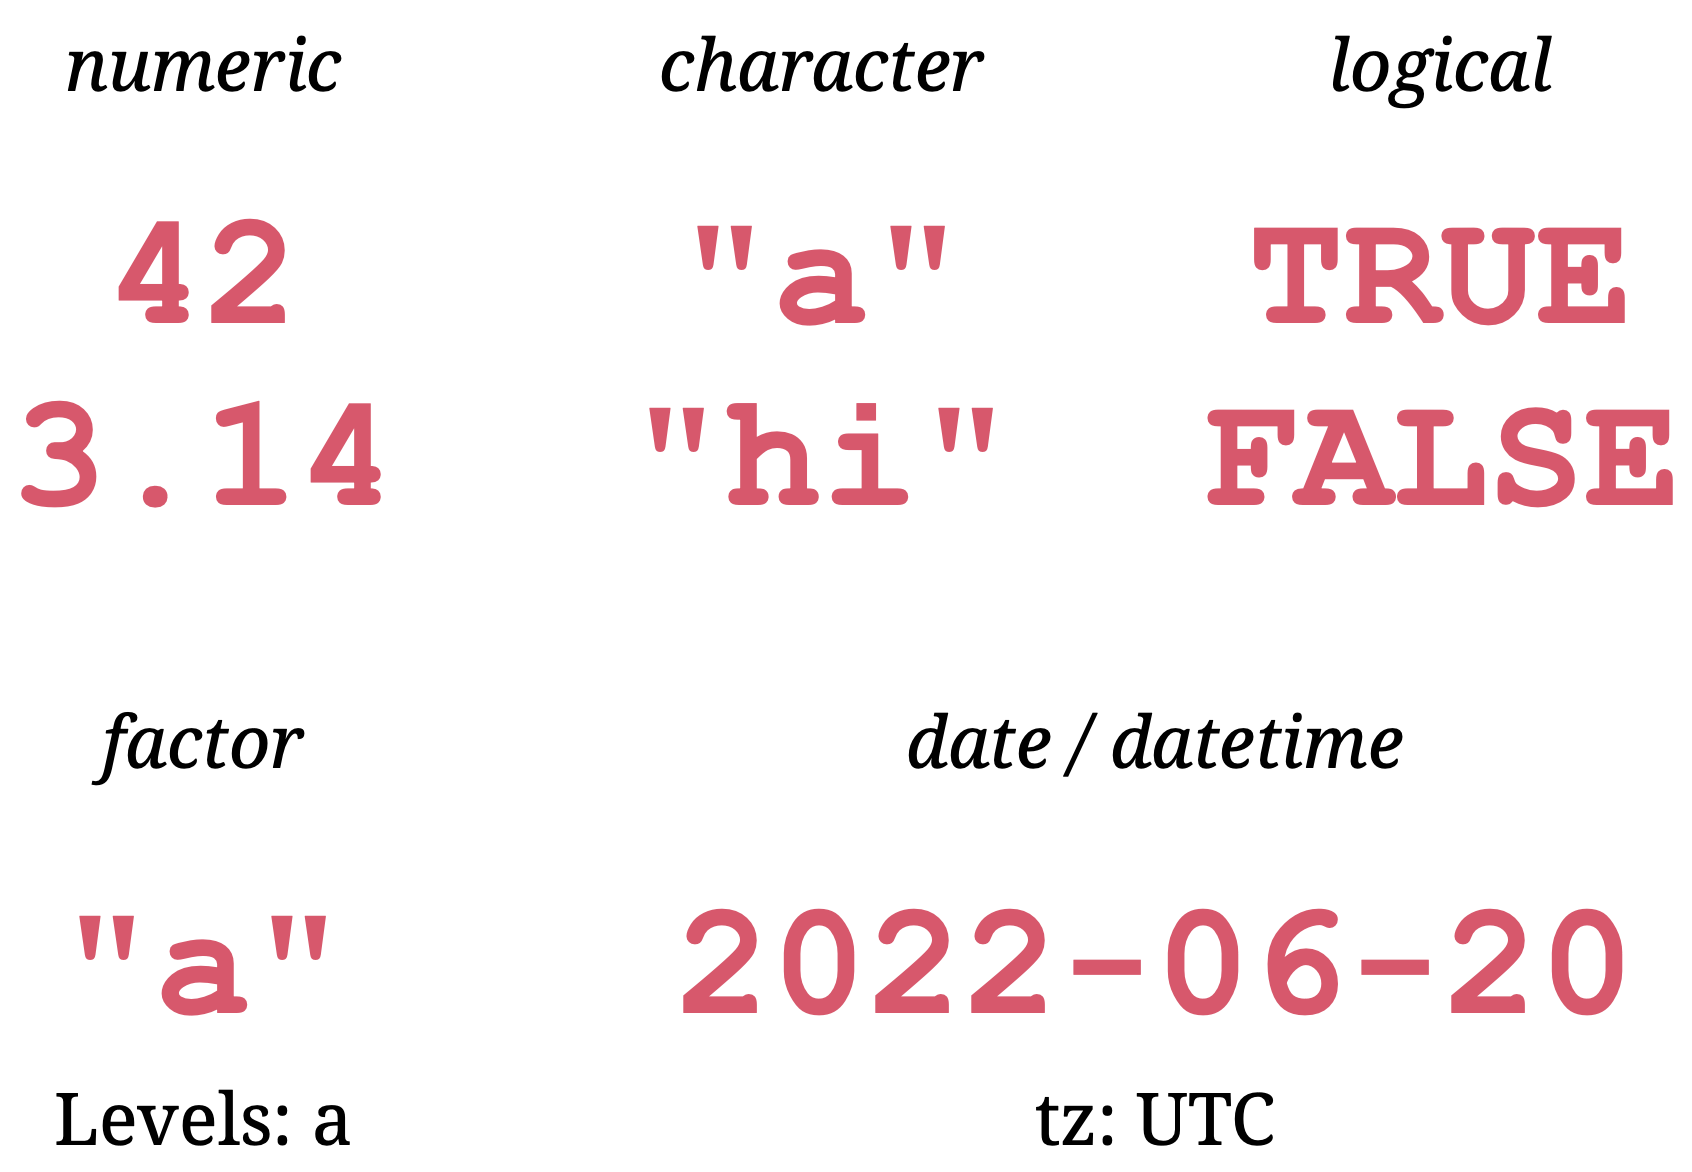 numeric character logical
42 "a" TRUE
3.14 "hi" FALSE
factor date / datetime
"a" 2022-06-20
Levels: a tz: UTC